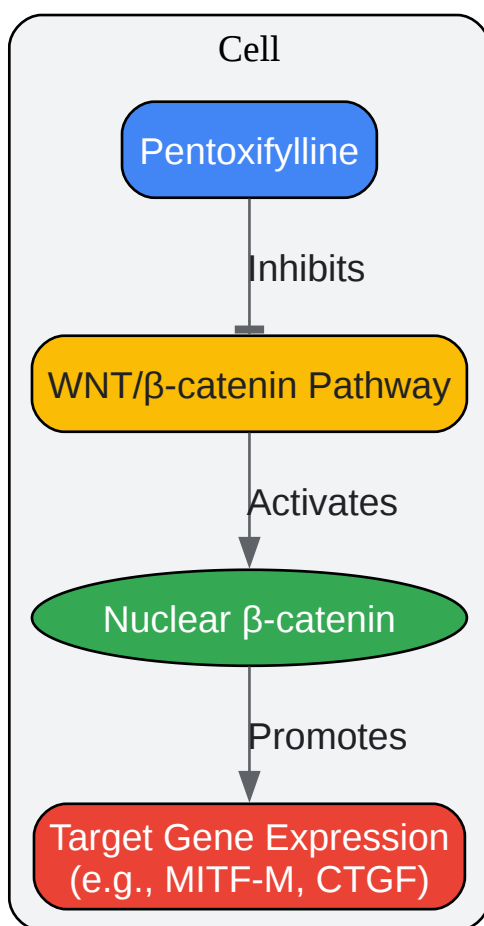 Cell
Pentoxifylline
Inhibits
WNT/β-catenin Pathway
Activates
Nuclear β-catenin
Promotes
Target Gene Expression
(e.g., MITF-M, CTGF)